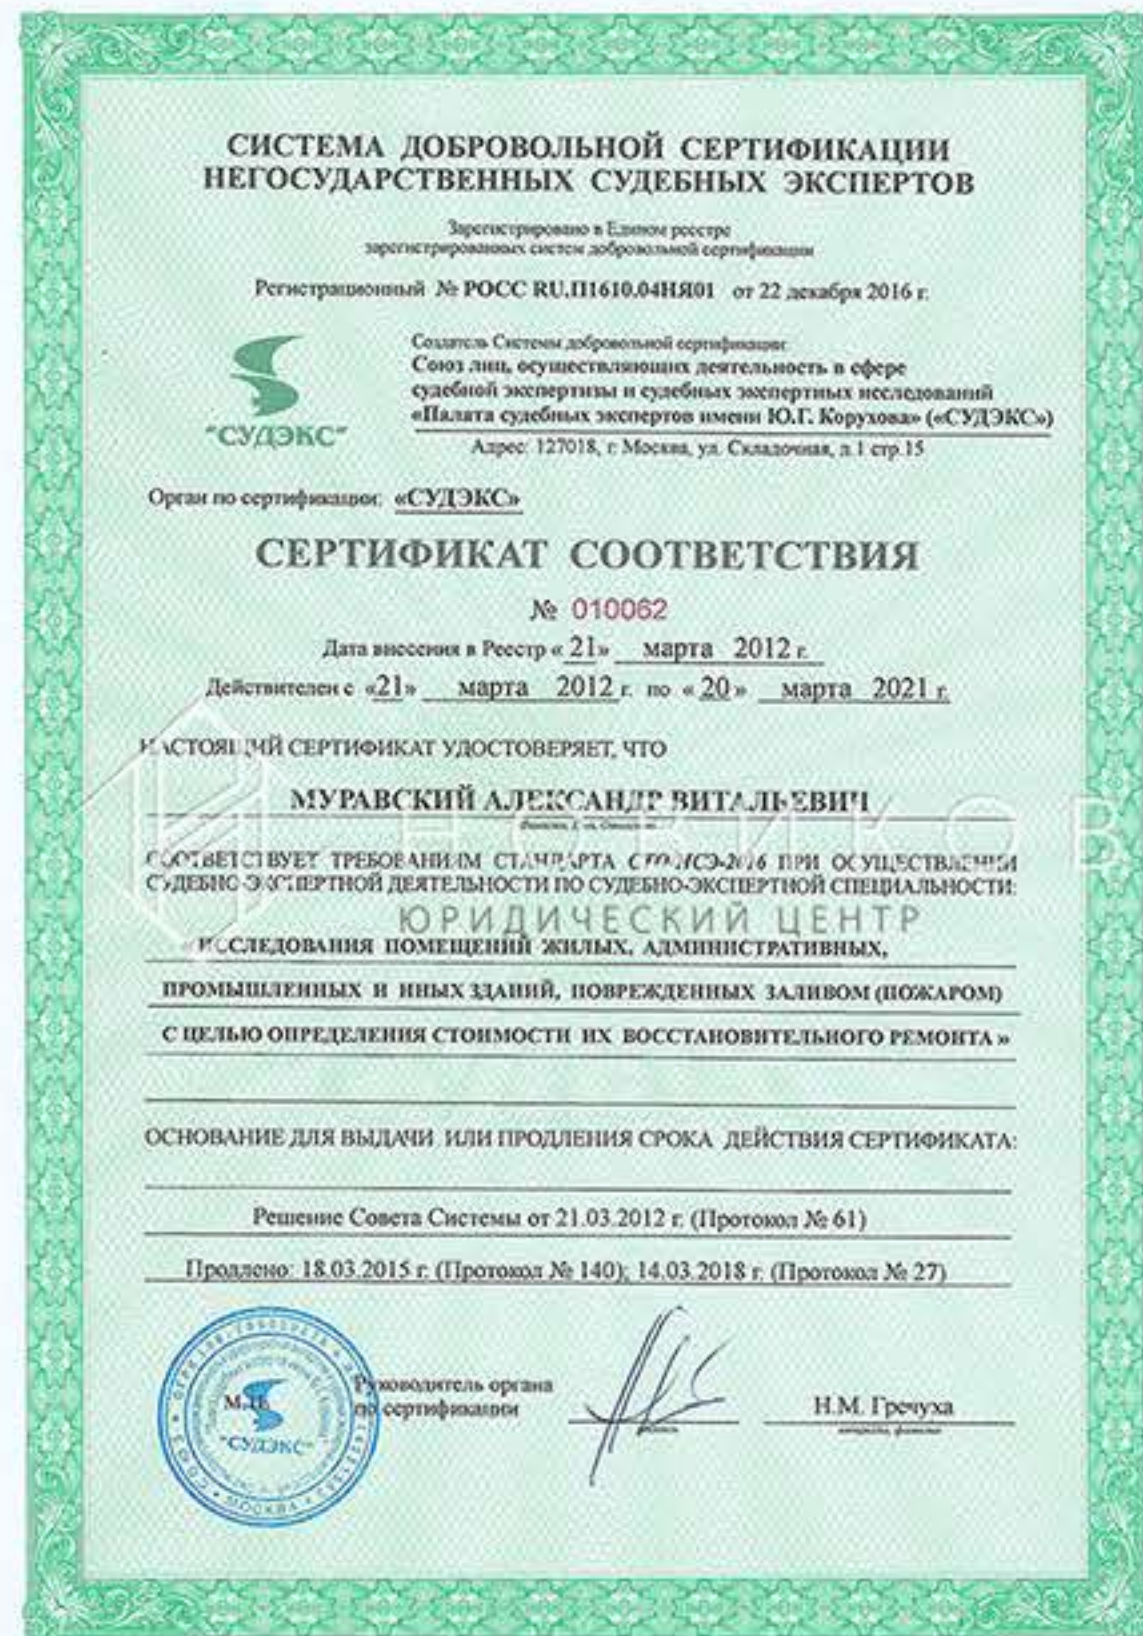 СИСТЕМА ДОБРОВОЛЬНОЙ СЕРТИФИКАЦИИ
НЕГОСУДАРСТВЕННЫХ СУДЕБНЫХ ЭКСПЕРТОВ
Зарегистрировано в Едином реестре
зарегистрированных систем добровольной сертификации
Регистрационный № РОСС RU.П1610.04НЯ01 от 22 декабря 2016 г.
Создатель Системы добровольной сертификации:
Союз лиц, осуществляющих деятельность в сфере
судебной экспертизы и судебных экспертных исследований
«Палата судебных экспертов имени Ю.Г. Корухова» («СУДЭКС»)
"СУДЭКС"
Адрес: 127018, г. Москва, ул. Складочная, д.1 стр.15
Орган по сертификации: «СУДЭКС»
СЕРТИФИКАТ СООТВЕТСТВИЯ
№ 010062
Дата внесения в Реестр «21» марта 2012 г.
Действителен с «21» марта 2012 г. по «20» марта 2021 г.
НАСТОЯЩИЙ СЕРТИФИКАТ УДОСТОВЕРЯЕТ, ЧТО
МУРАВСКИЙ АЛЕКСАНДР ВИТАЛЬЕВИЧ
СООТВЕТСТВУЕТ ТРЕБОВАНИЯМ СТАНДАРТА СТО-НСЭ-2016 ПРИ ОСУЩЕСТВЛЕНИИ
СУДЕБНО-ЭКСПЕРТНОЙ ДЕЯТЕЛЬНОСТИ ПО СУДЕБНО-ЭКСПЕРТНОЙ СПЕЦИАЛЬНОСТИ:
ЮРИДИЧЕСКИЙ ЦЕНТР
«ИССЛЕДОВАНИЯ ПОМЕЩЕНИЙ ЖИЛЫХ, АДМИНИСТРАТИВНЫХ,
ПРОМЫШЛЕННЫХ И ИНЫХ ЗДАНИЙ, ПОВРЕЖДЕННЫХ ЗАЛИВОМ (ПОЖАРОМ)
С ЦЕЛЬЮ ОПРЕДЕЛЕНИЯ СТОИМОСТИ ИХ ВОССТАНОВИТЕЛЬНОГО РЕМОНТА»
ОСНОВАНИЕ ДЛЯ ВЫДАЧИ ИЛИ ПРОДЛЕНИЯ СРОКА ДЕЙСТВИЯ СЕРТИФИКАТА:
Решение Совета Системы от 21.03.2012 г. (Протокол № 61)
Продлено: 18.03.2015 г. (Протокол № 140); 14.03.2018 г. (Протокол № 27)
Руководитель органа
по сертификации
М.П.
"СУДЭКС"
МОСКВА
Н.М. Гречуха